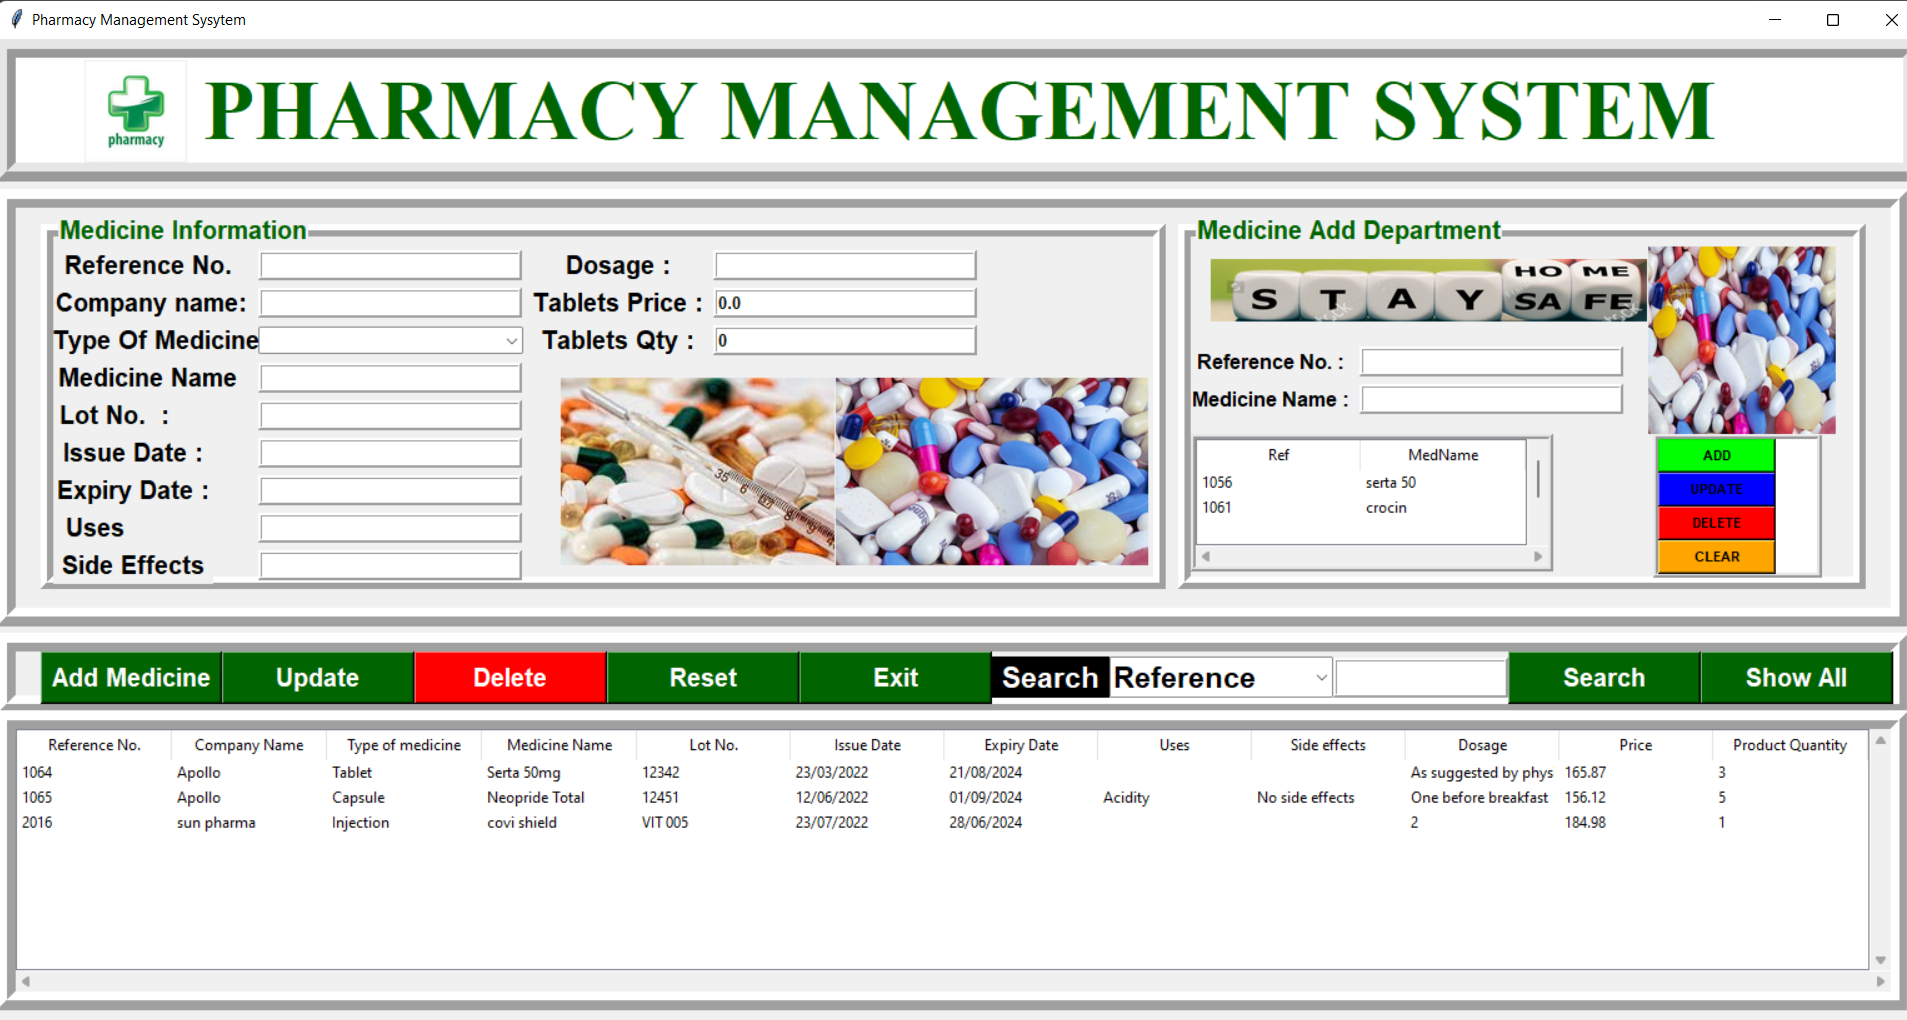 Pharmacy Management Sysytem
pharmacy
PHARMACY MANAGEMENT SYSTEM
Medicine Information
Reference No.
Company name:
Type Of Medicine
Medicine Name
Lot No. :
Issue Date :
Expiry Date :
Uses
Side Effects
Dosage :
Tablets Price : 0.0
Tablets Qty : 0
35
Medicine Add Department
HO ME
S T A Y SA FE
Reference No. :
Medicine Name :
Ref MedName
1056 serta 50
1061 crocin
ADD
UPDATE
DELETE
CLEAR
Add Medicine Update Delete Reset Exit Search Reference Search Show All
Reference No. Company Name Type of medicine Medicine Name Lot No. Issue Date Expiry Date Uses Side effects Dosage Price Product Quantity
1064 Apollo Tablet Serta 50mg 12342 23/03/2022 21/08/2024 As suggested by phys 165.87 3
1065 Apollo Capsule Neopride Total 12451 12/06/2022 01/09/2024 Acidity No side effects One before breakfast 156.12 5
2016 sun pharma Injection covi shield VIT 005 23/07/2022 28/06/2024 2 184.98 1